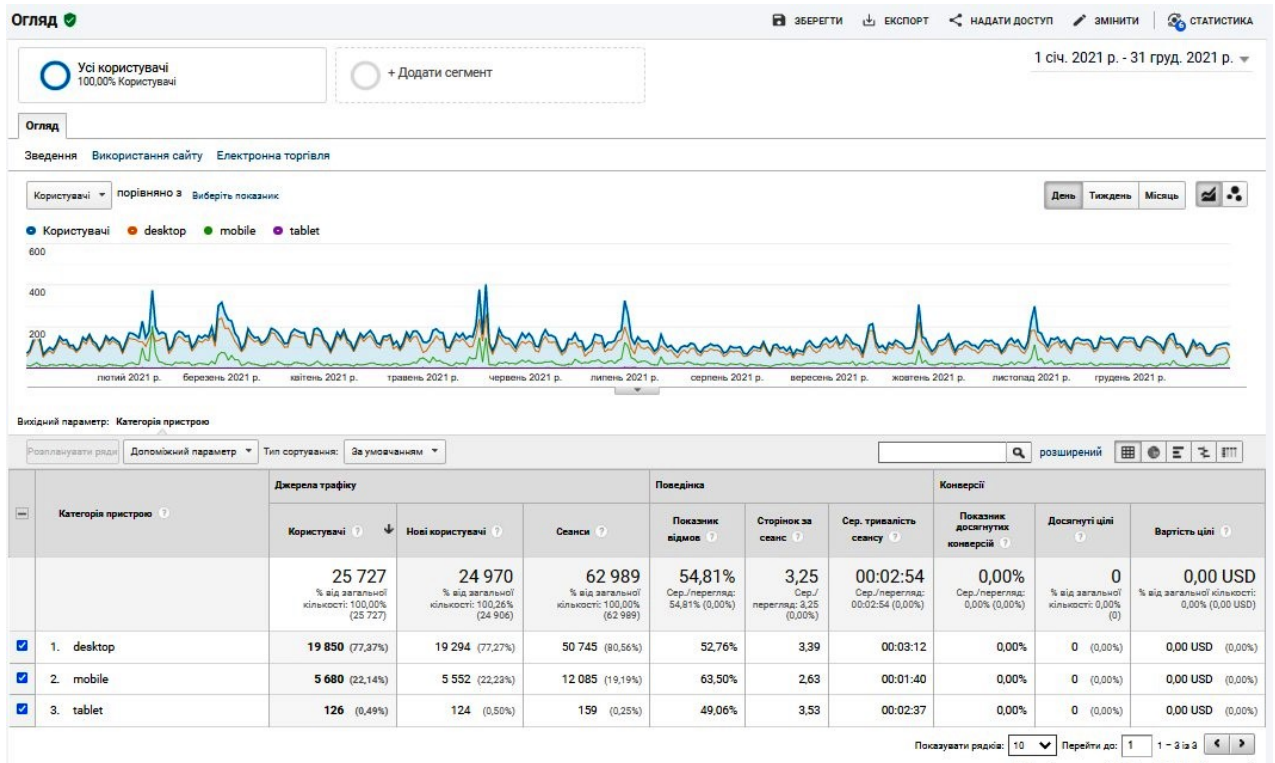 Огляд
ЗБЕРЕГТИ ЕКСПОРТ НАДАТИ ДОСТУП ЗМІНИТИ СТАТИСТИКА
Усі користувачі
100,00% Користувачі
+ Додати сегмент
1 січ. 2021 р. - 31 груд. 2021 р.
Огляд
Зведення Використання сайту Електронна торгівля
Користувачі порівняно з Виберіть показник
День Тиждень Місяць
Користувачі desktop mobile tablet
600
400
200
лютий 2021 р. березень 2021 р. квітень 2021 р. травень 2021 р. червень 2021 р. липень 2021 р. серпень 2021 р. вересень 2021 р. жовтень 2021 р. листопад 2021 р. грудень 2021 р.
Вихідний параметр: Категорія пристрою
Розпланувати ряди Допоміжний параметр Тип сортування: За умовчанням розширений
Джерела трафіку Поведінка Конверсії
Категорія пристрою ?
Користувачі ? Нові користувачі ? Сеанси ?
Показник
відмов ?
Сторінок за
сеанс ?
Сер. тривалість
сеансу ?
Показник
досягнутих
конверсій ?
Досягнуті цілі
?
Вартість цілі ?
25 727
% від загальної
кількості: 100,00%
(25 727)
24 970
% від загальної
кількості: 100,26%
(24 906)
62 989
% від загальної
кількості: 100,00%
(62 989)
54,81%
Сер./перегляд:
54,81% (0,00%)
3,25
Сер./
перегляд: 3,25
(0,00%)
00:02:54
Сер./перегляд:
00:02:54 (0,00%)
0,00%
Сер./перегляд:
0,00% (0,00%)
0
% від загальної
кількості: 0,00%
(0)
0,00 USD
% від загальної кількості:
0,00% (0,00 USD)
1. desktop 19 850 (77,37%) 19 294 (77,27%) 50 745 (80,56%) 52,76% 3,39 00:03:12 0,00% 0 (0,00%) 0,00 USD (0,00%)
2. mobile 5 680 (22,14%) 5 552 (22,23%) 12 085 (19,19%) 63,50% 2,63 00:01:40 0,00% 0 (0,00%) 0,00 USD (0,00%)
3. tablet 126 (0,49%) 124 (0,50%) 159 (0,25%) 49,06% 3,53 00:02:37 0,00% 0 (0,00%) 0,00 USD (0,00%)
Показувати рядків: 10 Перейти до: 1 1 – 3 із 3